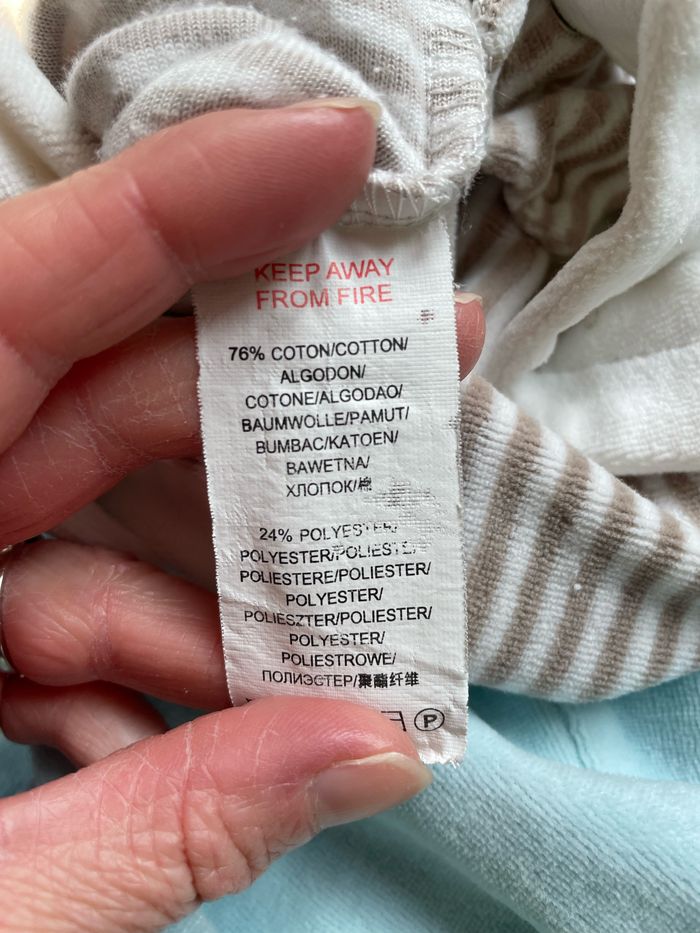 KEEP AWAY
FROM FIRE
76% COTON/COTTON/
ALGODON/
COTONE/ALGODAO/
BAUMWOLLE/PAMUT/
BUMBAC/KATOEN/
BAWETNA/
ХЛОПОК/棉
24% POLYESTER/
POLYESTER/POLIESTER/
POLIESTERE/POLIESTER/
POLYESTER/
POLIESZTER/POLIESTER/
POLYESTER/
POLIESTROWE/
ПОЛИЭСТЕР/聚酯纤维
P